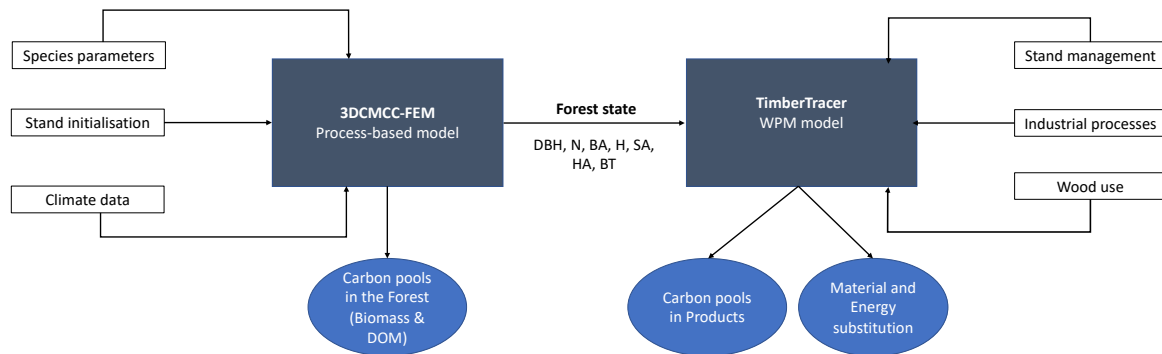 Species parameters
Stand initialisation
Climate data
3DCMCC-FEM
Process-based model
Forest state
DBH, N, BA, H, SA,
HA, BT
TimberTracer
WPM model
Stand management
Industrial processes
Wood use
Carbon pools
in the Forest
(Biomass &
DOM)
Carbon pools
in Products
Material and
Energy
substitution